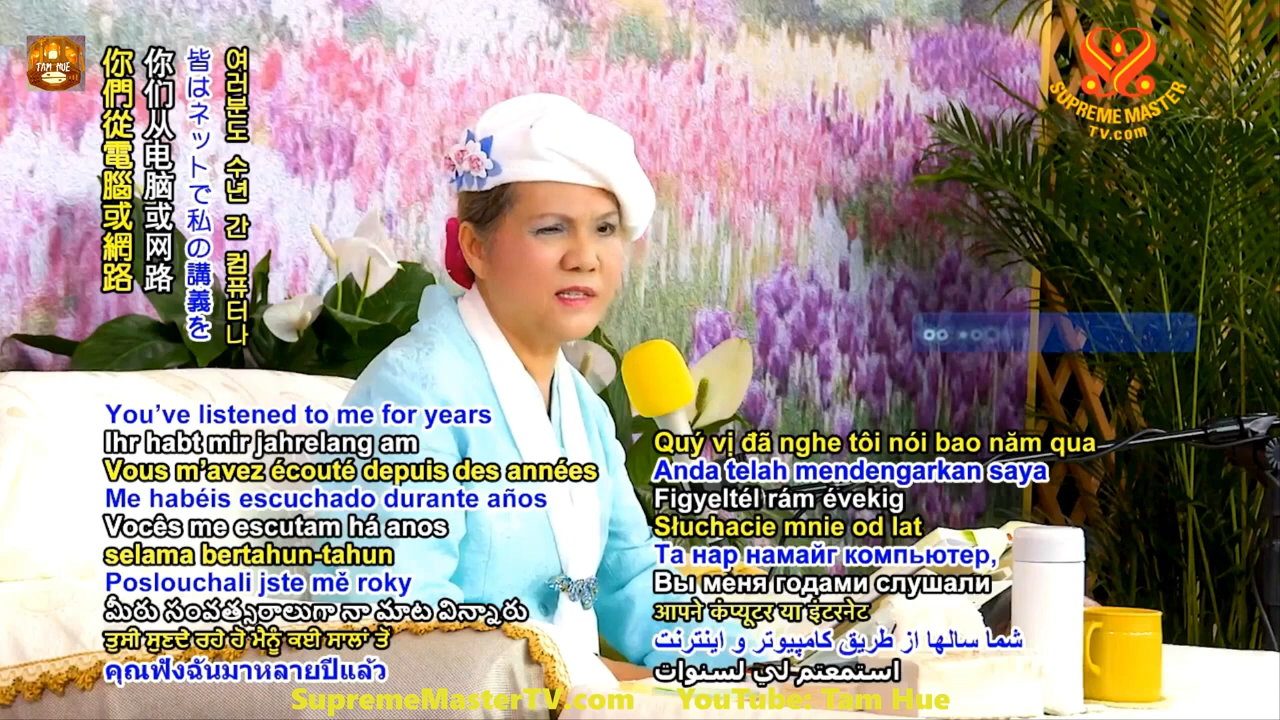 TAM HUE
여러분도 수년 간 컴퓨터나
皆はネットで私の講義を
你们从电脑或网路
你們從電腦或網路
SUPREME MASTER
TV.com
You’ve listened to me for years
Ihr habt mir jahrelang am
Vous m’avez écouté depuis des années
Me habéis escuchado durante años
Vocês me escutam há anos
selama bertahun-tahun
Poslouchali jste mě roky
మీరు సంవత్సరాలుగా నా మాట విన్నారు
ਤੁਸੀ ਸੁਣਦੇ ਰਹੇ ਹੋ ਮੈਨੂੰ ਕਈ ਸਾਲਾਂ ਤੋਂ
คุณฟังฉันมาหลายปีแล้ว
Quý vị đã nghe tôi nói bao năm qua
Anda telah mendengarkan saya
Figyeltél rám évekig
Słuchacie mnie od lat
Та нар намайг компьютер,
Вы меня годами слушали
आपने कंप्यूटर या इंटरनेट
شما سالها از طریق کامپیوتر و اینترنت
استمعتم لي لسنوات
SupremeMasterTV.com YouTube: Tam Hue